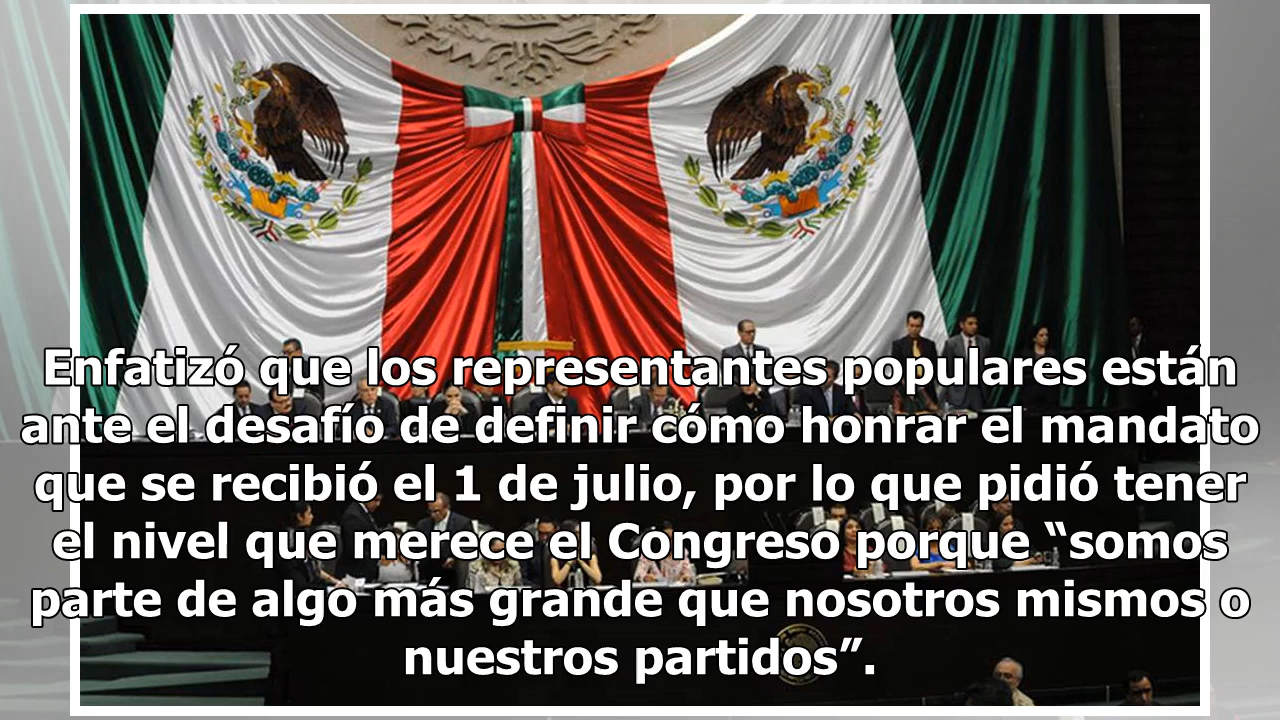 Enfatizó que los representantes populares están
ante el desafío de definir cómo honrar el mandato
que se recibió el 1 de julio, por lo que pidió tener
el nivel que merece el Congreso porque “somos
parte de algo más grande que nosotros mismos o
nuestros partidos”.